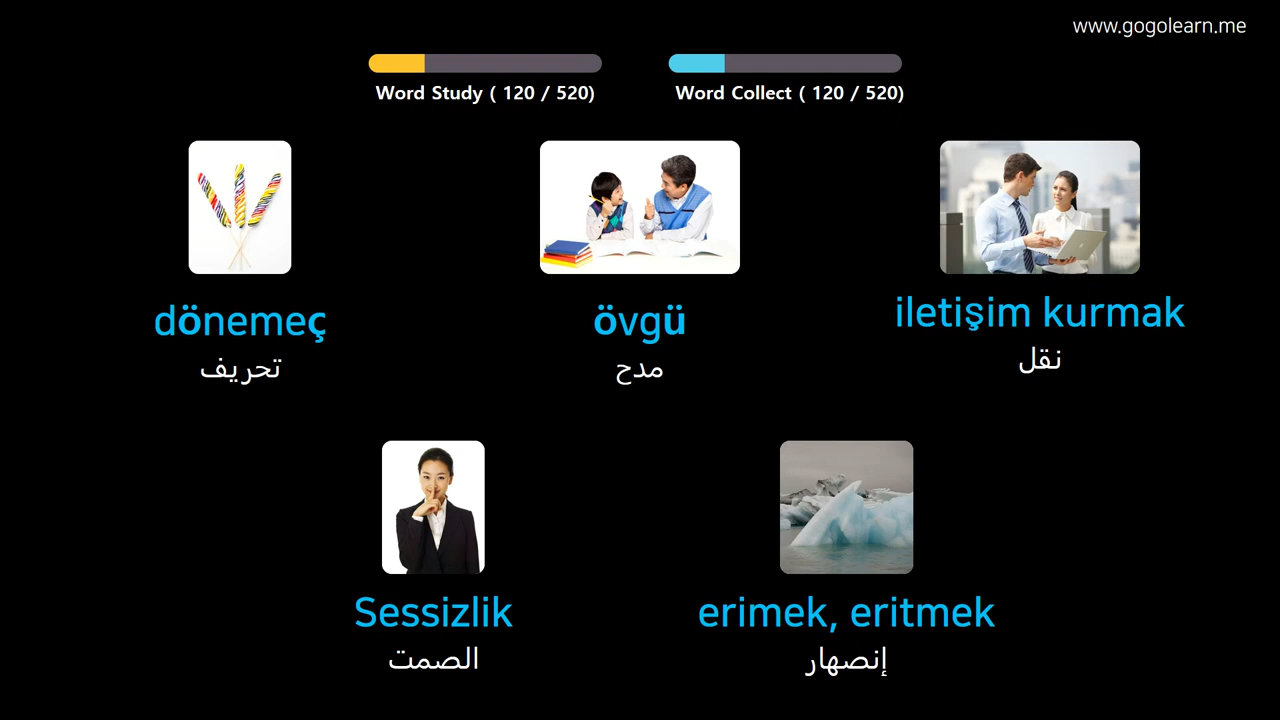 www.gogolearn.me
Word Study ( 120 / 520)
Word Collect ( 120 / 520)
dönemeç
تحريف
övgü
مدح
iletişim kurmak
نقل
Sessizlik
الصمت
erimek, eritmek
إنصهار